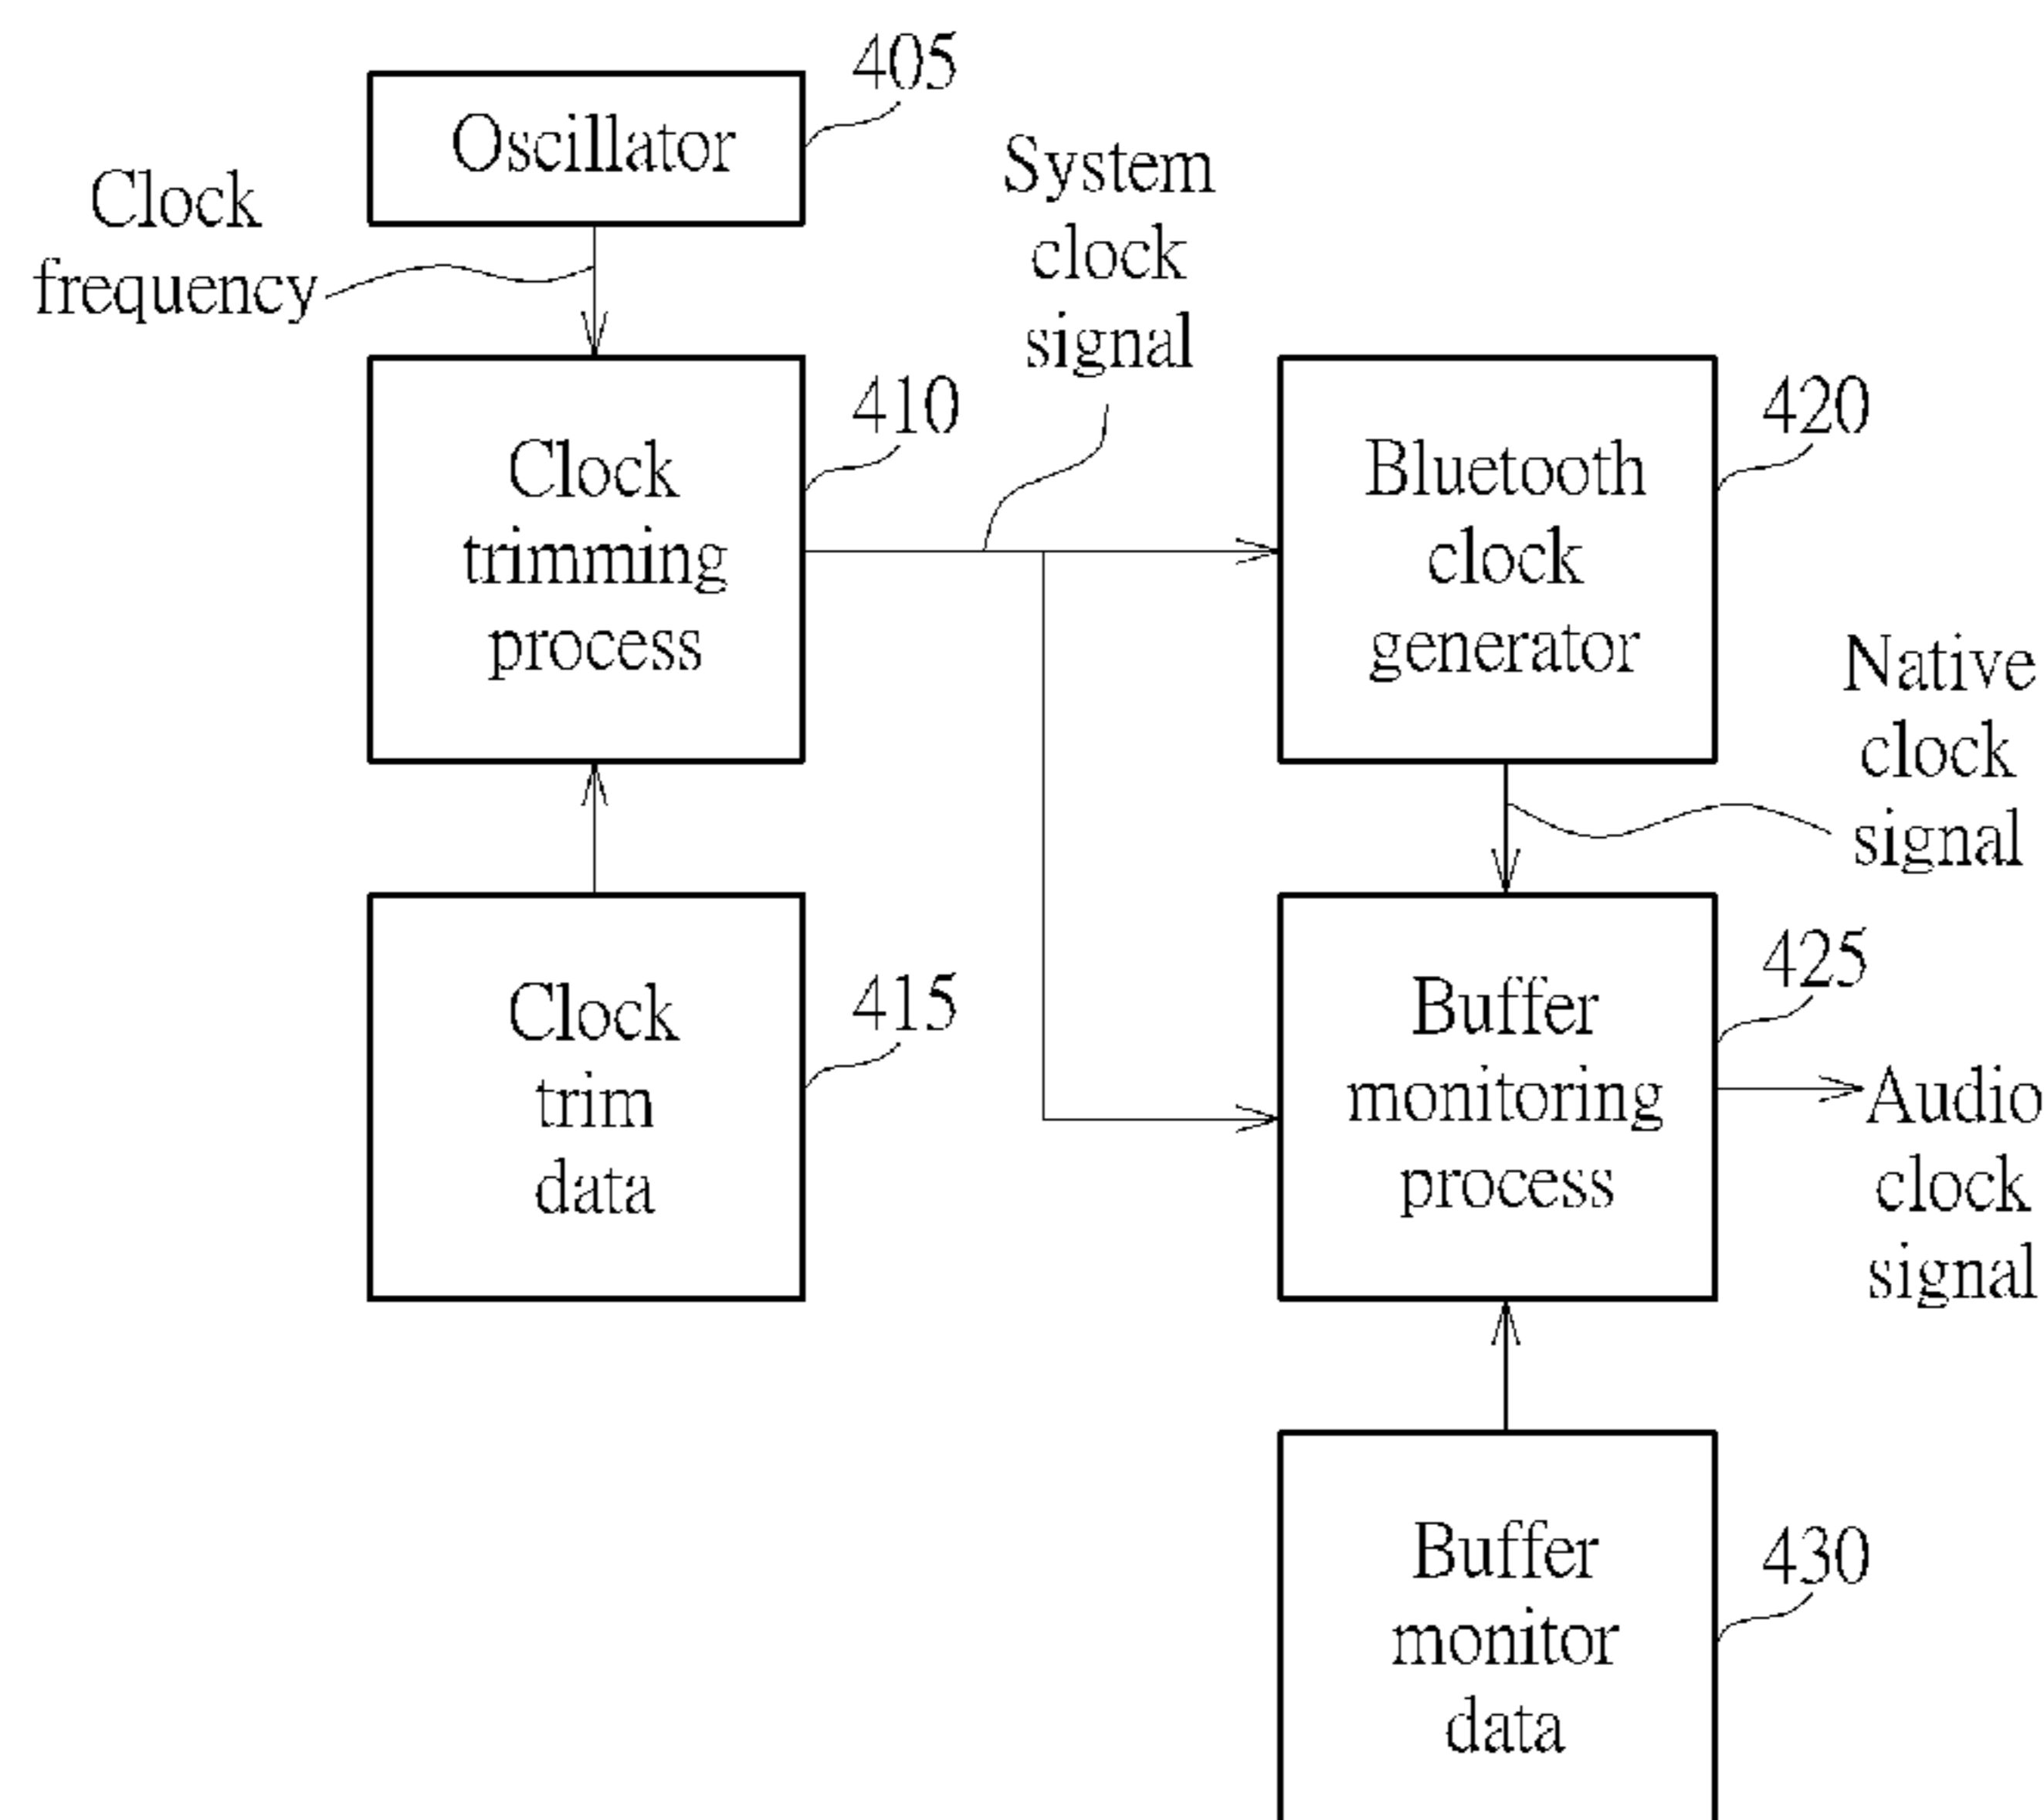 405
Oscillator
Clock
frequency
System
clock
signal
410
Clock
trimming
process
420
Bluetooth
clock
generator
Native
clock
signal
415
Clock
trim
data
425
Buffer
monitoring
process
Audio
clock
signal
430
Buffer
monitor
data